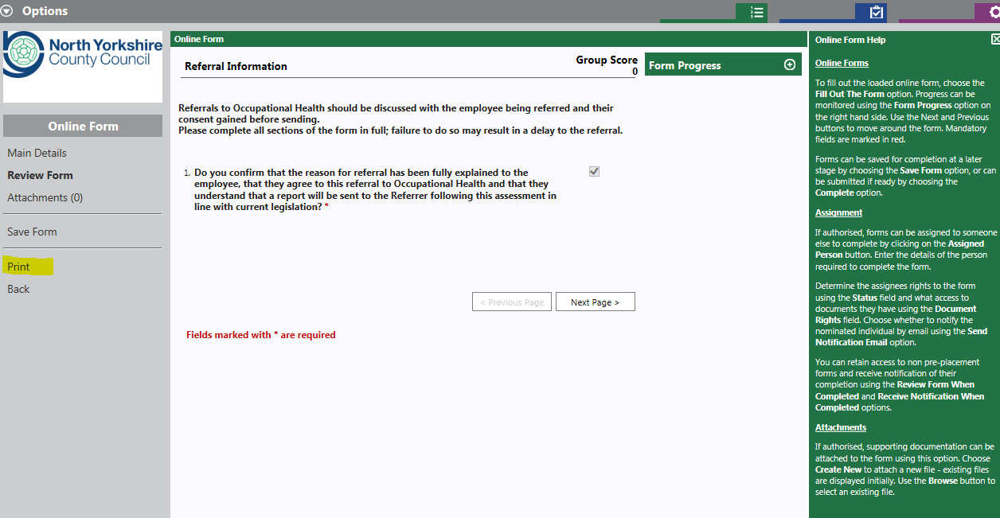 Options
North Yorkshire
County Council
Online Form
Main Details
Review Form
Attachments (0)
Save Form
Print
Back
Online Form
Referral Information
Group Score
0
Form Progress
Referrals to Occupational Health should be discussed with the employee being referred and their
consent gained before sending.
Please complete all sections of the form in full; failure to do so may result in a delay to the referral.
1. Do you confirm that the reason for referral has been fully explained to the
employee, that they agree to this referral to Occupational Health and that they
understand that a report will be sent to the Referrer following this assessment in
line with current legislation? *
< Previous Page
Next Page >
Fields marked with * are required
Online Form Help
Online Forms
To fill out the loaded online form, choose the
Fill Out The Form option. Progress can be
monitored using the Form Progress option on
the right hand side. Use the Next and Previous
buttons to move around the form. Mandatory
fields are marked in red.
Forms can be saved for completion at a later
stage by choosing the Save Form option, or can
be submitted if ready by choosing the
Complete option.
Assignment
If authorised, forms can be assigned to someone
else to complete by clicking on the Assigned
Person button. Enter the details of the person
required to complete the form.
Determine the assignees rights to the form
using the Status field and what access to
documents they have using the Document
Rights field. Choose whether to notify the
nominated individual by email using the Send
Notification Email option.
You can retain access to non pre-placement
forms and receive notification of their
completion using the Review Form When
Completed and Receive Notification When
Completed options.
Attachments
If authorised, supporting documentation can be
attached to the form using this option. Choose
Create New to attach a new file - existing files
are displayed initially. Use the Browse button to
select an existing file.